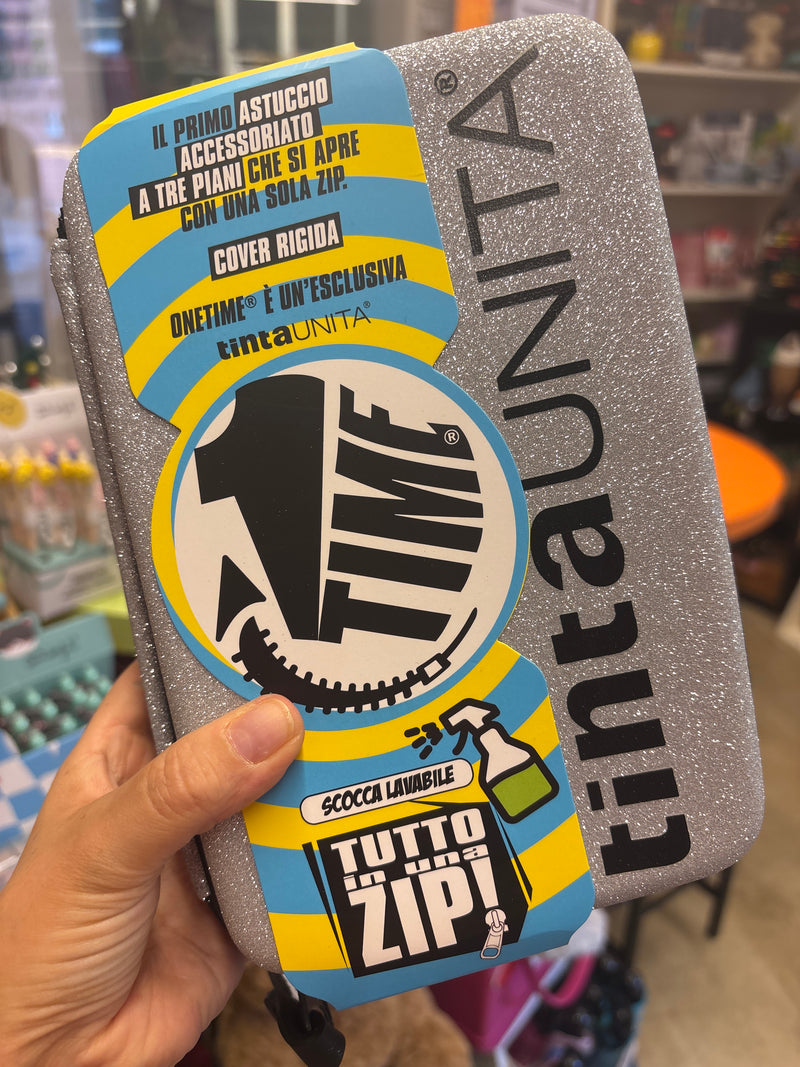 IL PRIMO ASTUCCIO
ACCESSORIATO
A TRE PIANI CHE SI APRE
CON UNA SOLA ZIP.
COVER RIGIDA
ONETIME® È UN'ESCLUSIVA
tintaUNITA®
1TIME®
SCOCCA LAVABILE
TUTTO
in una
ZIP!
tintaUNITA®